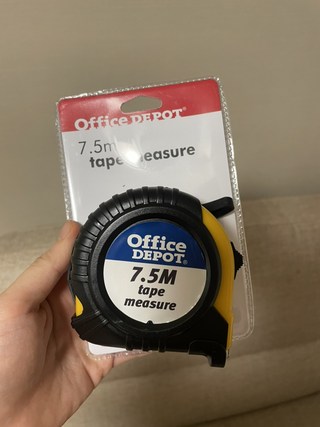 Office DEPOT®
7.5m
tape measure
Office
DEPOT®
7.5M
tape
measure